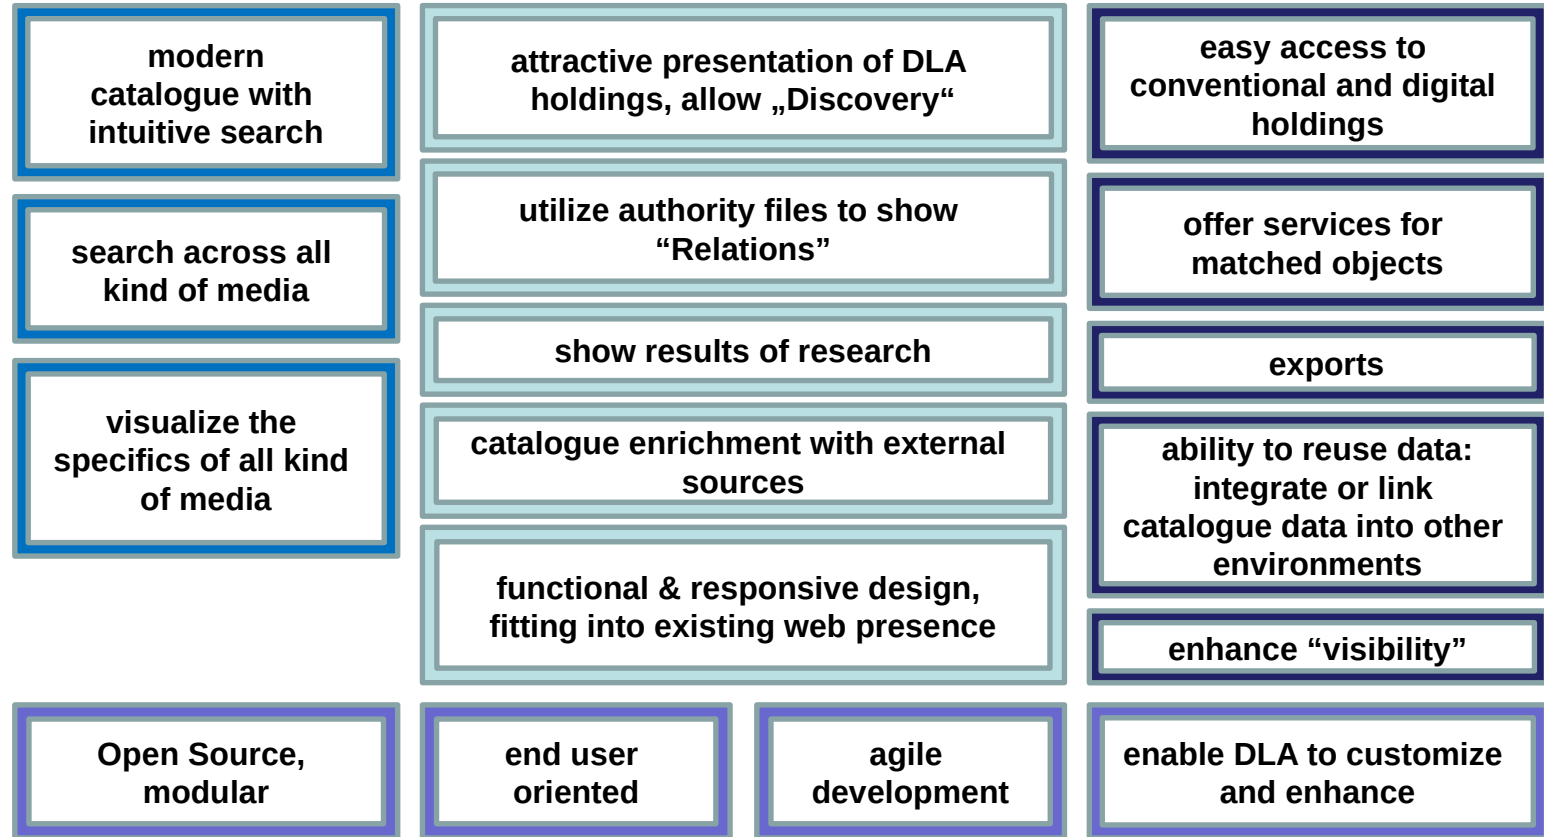 modern
catalogue with
intuitive search
search across all
kind of media
visualize the
specifics of all kind
of media
attractive presentation of DLA
holdings, allow „Discovery“
utilize authority files to show
“Relations”
show results of research
catalogue enrichment with external
sources
functional & responsive design,
fitting into existing web presence
easy access to
conventional and digital
holdings
offer services for
matched objects
exports
ability to reuse data:
integrate or link
catalogue data into other
environments
enhance “visibility”
Open Source,
modular
end user
oriented
agile
development
enable DLA to customize
and enhance